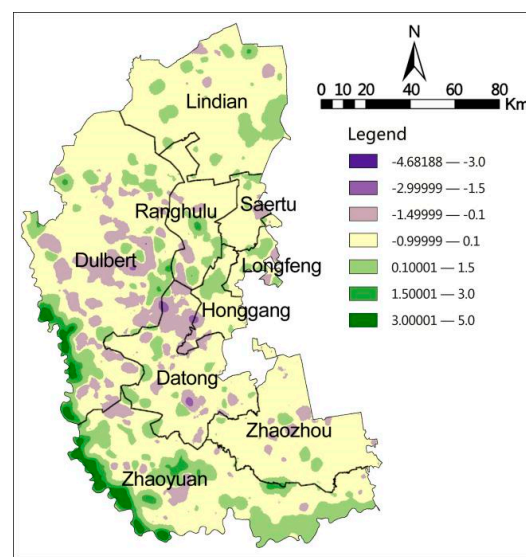 N
0 10 20 40 60 80 Km
Lindian
Legend
-4.68188 — -3.0
-2.99999 — -1.5
-1.49999 — -0.1
-0.99999 — 0.1
0.10001 — 1.5
1.50001 — 3.0
3.00001 — 5.0
Ranghulu
Saertu
Dulbert
Longfeng
Honggang
Datong
Zhaozhou
Zhaoyuan